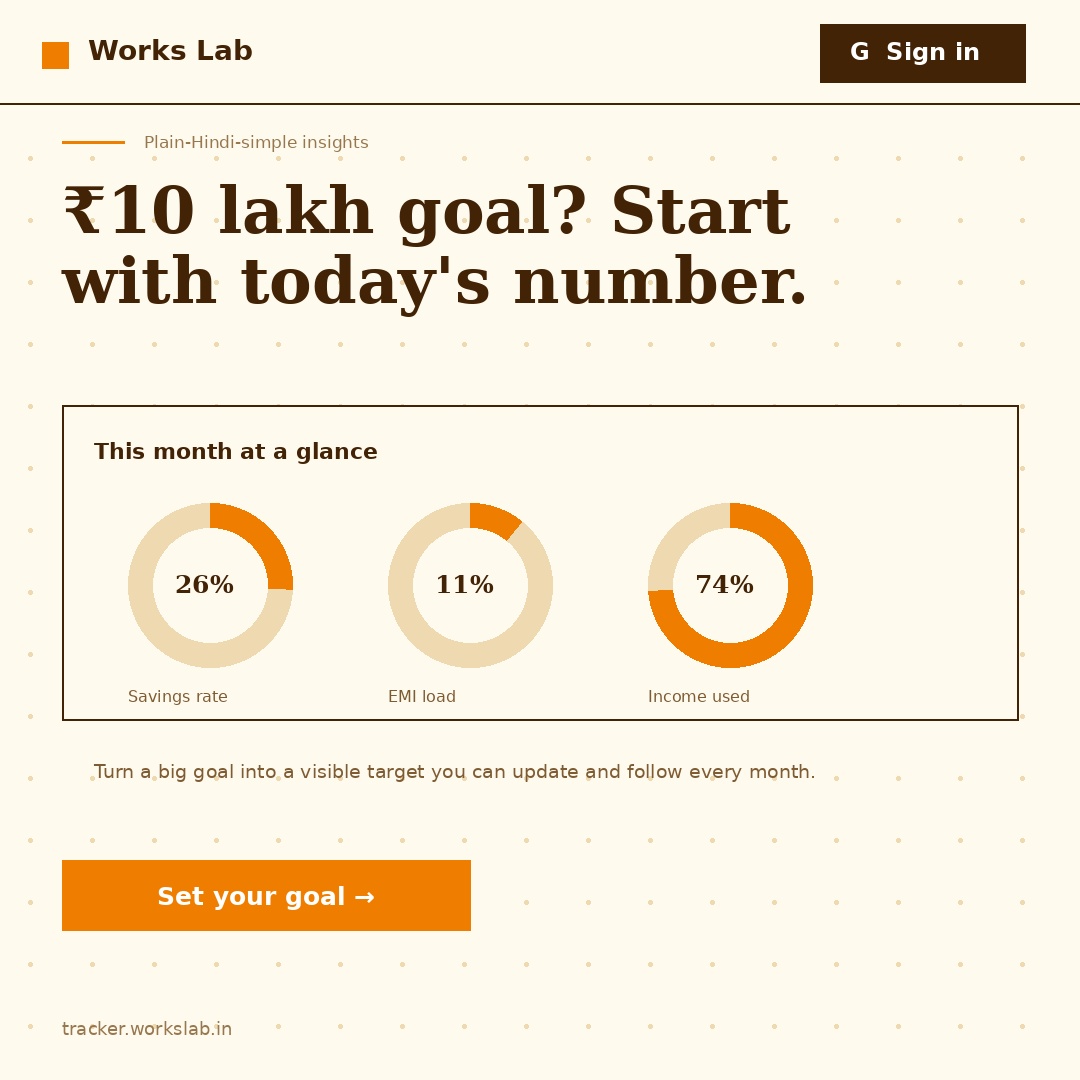 Works Lab
G Sign in
Plain-Hindi-simple insights
₹10 lakh goal? Start
with today's number.
This month at a glance
26%
11%
74%
Savings rate
EMI load
Income used
Turn a big goal into a visible target you can update and follow every month.
Set your goal →
tracker.workslab.in